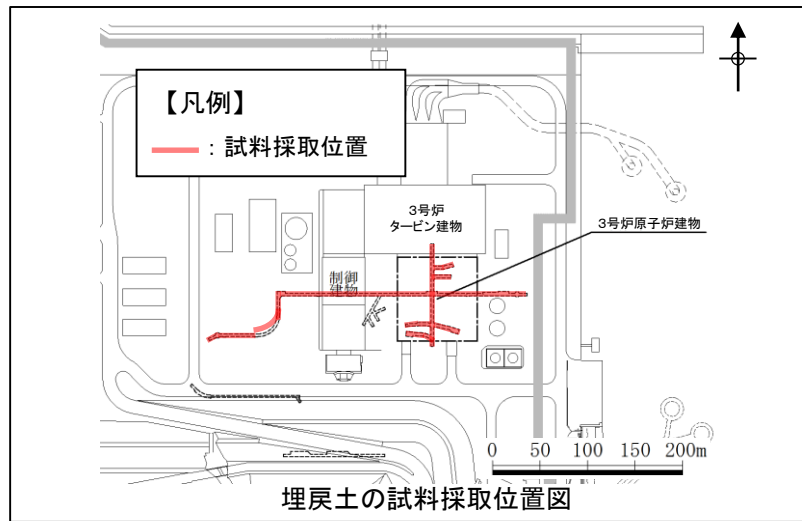 【凡例】
：試料採取位置
3号炉
タービン建物
3号炉原子炉建物
制御
建物
0 50 100 150 200m
埋戻土の試料採取位置図